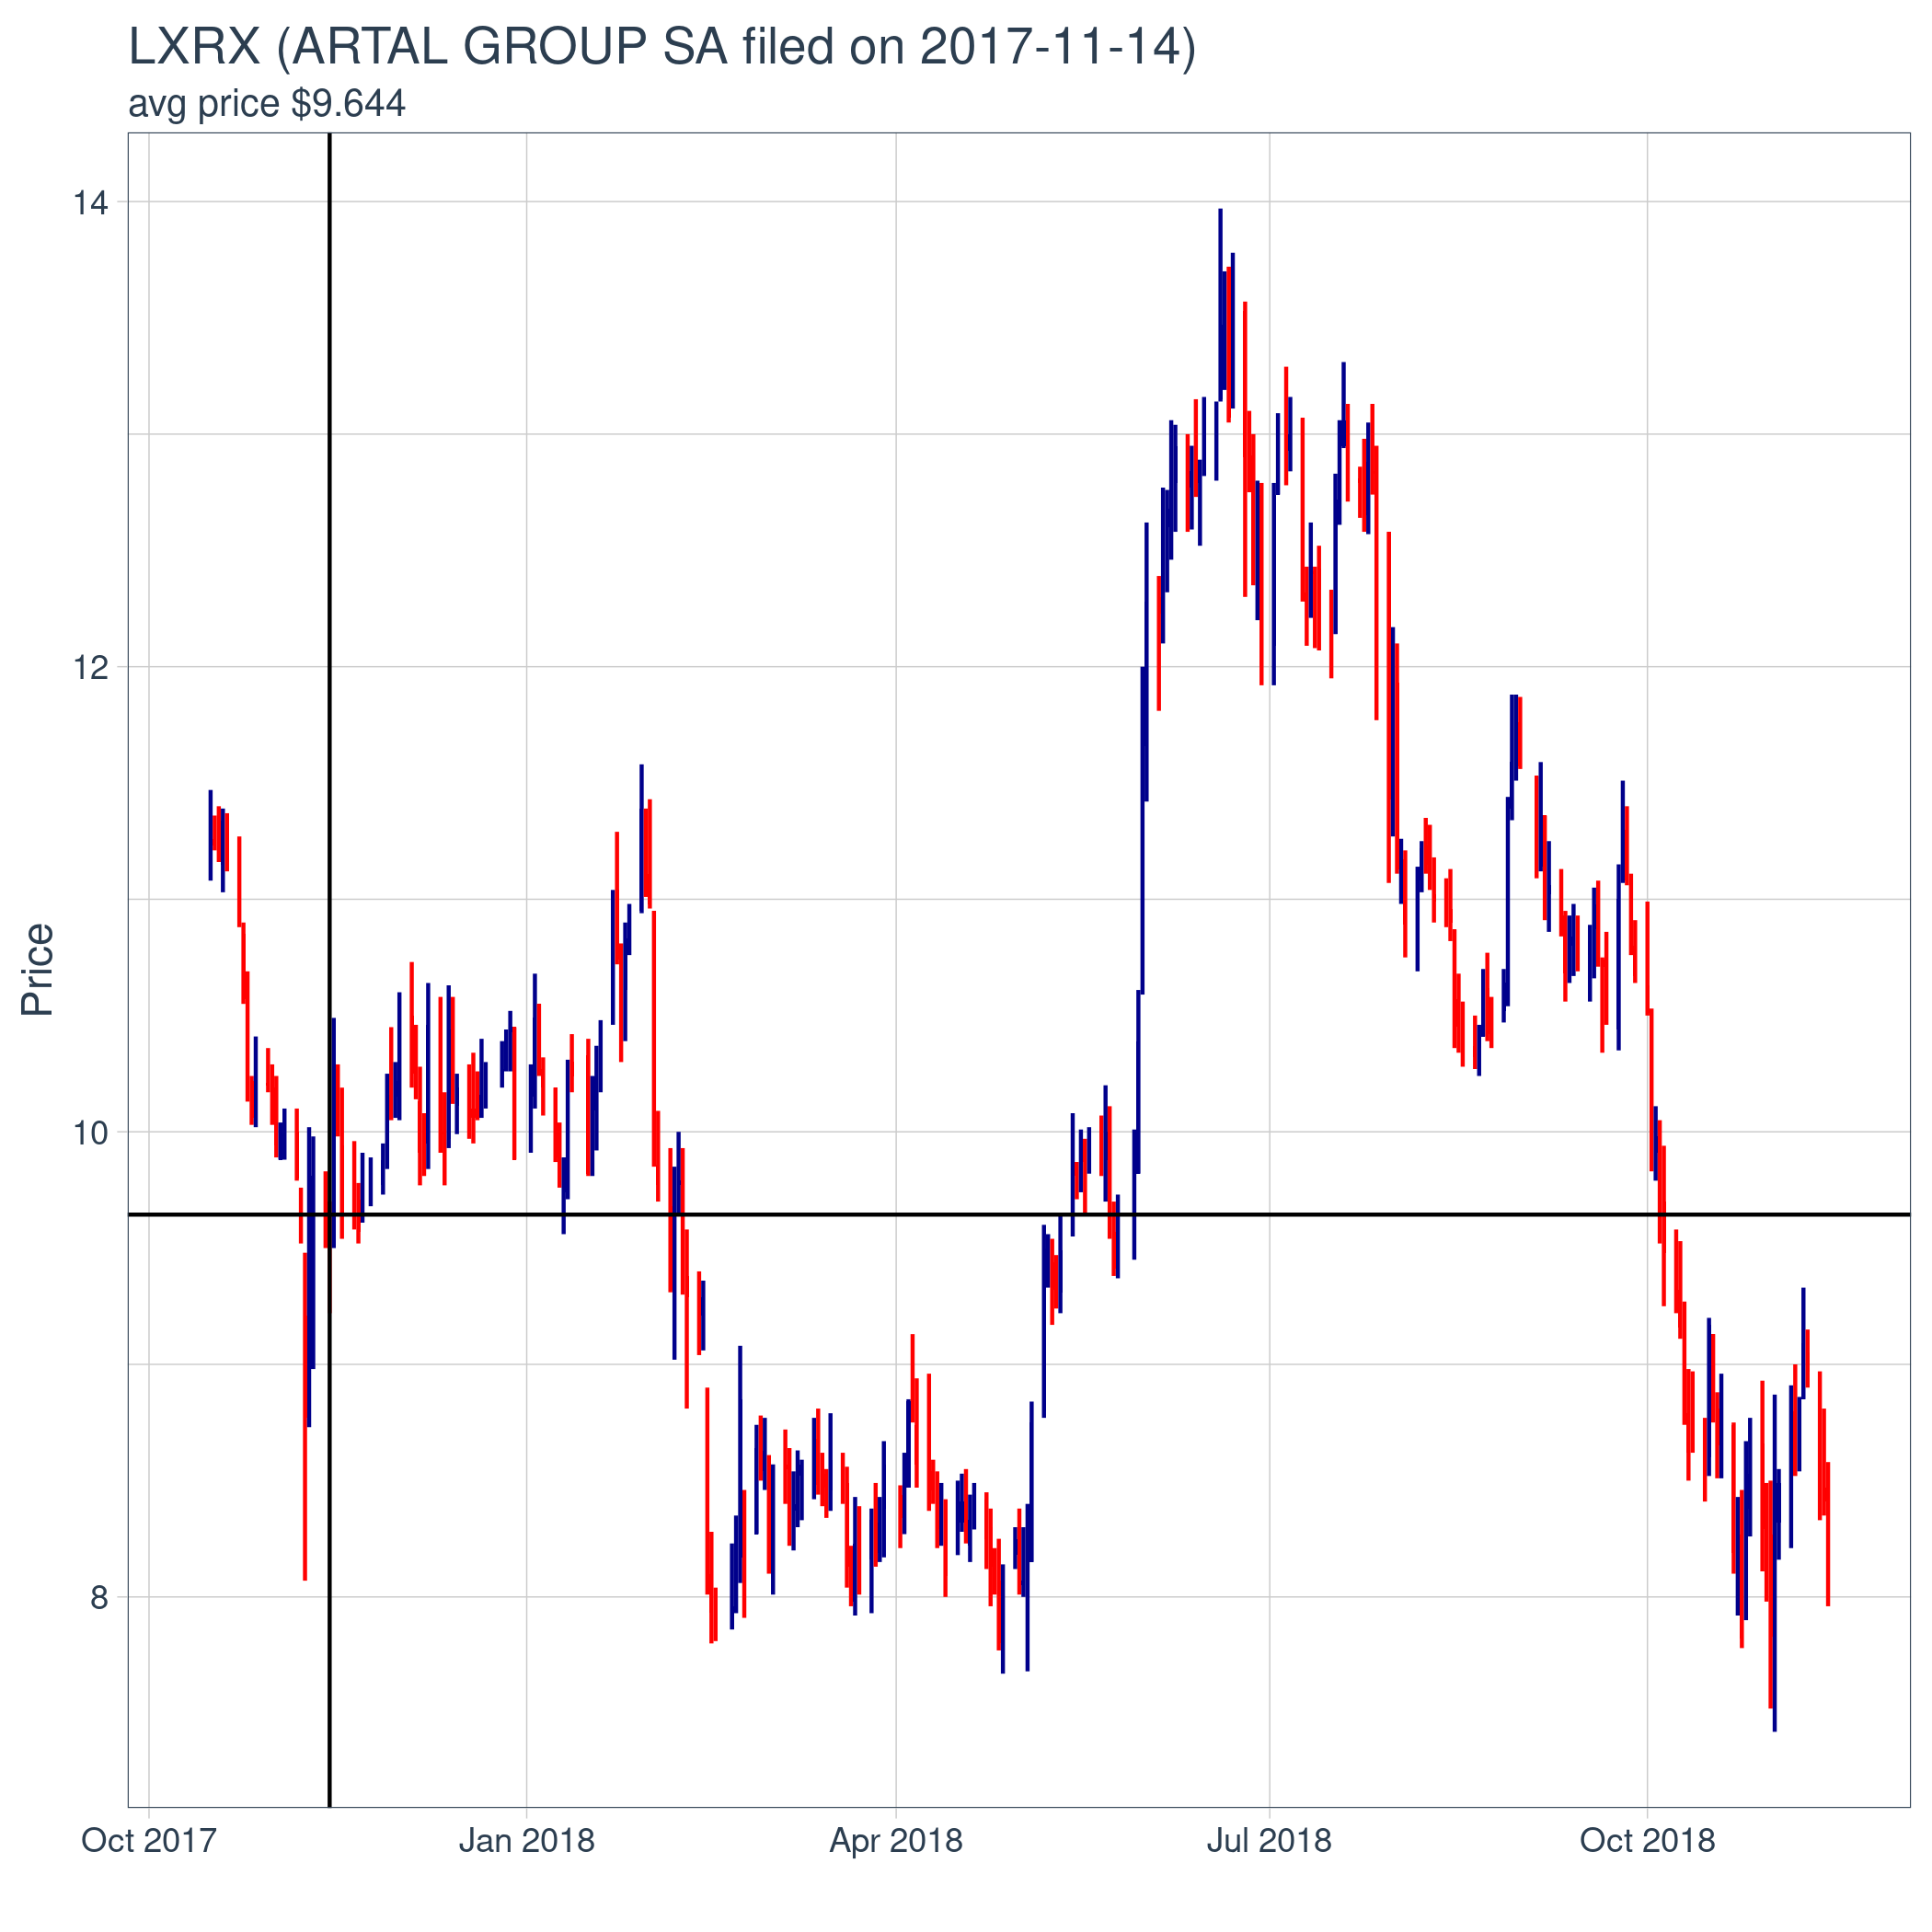 LXRX (ARTAL GROUP SA filed on 2017-11-14)
avg price $9.644
14
12
10
8
Price
Oct 2017
Jan 2018
Apr 2018
Jul 2018
Oct 2018